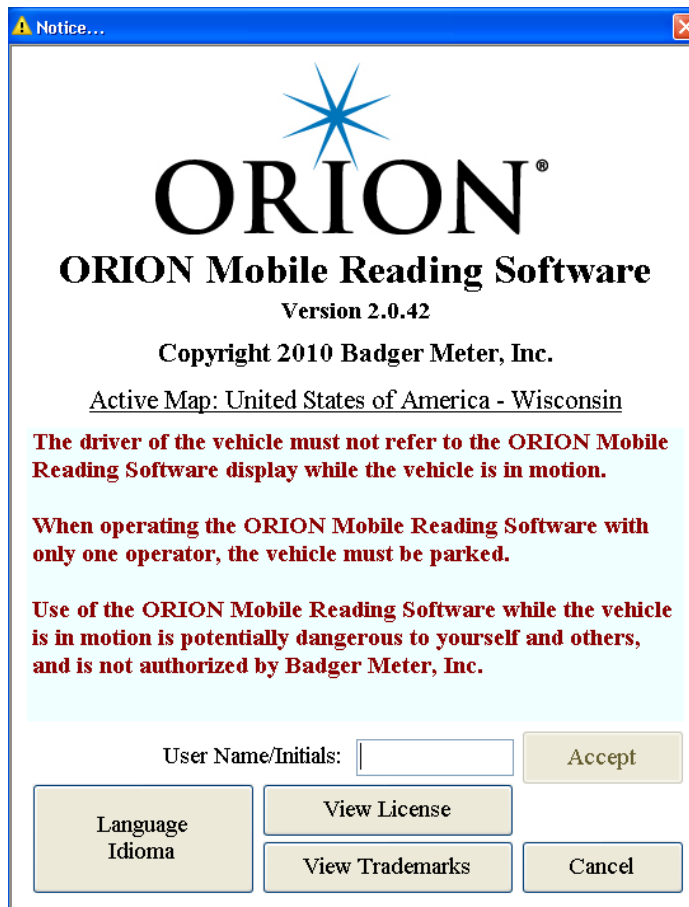 Notice...
ORION®
ORION Mobile Reading Software
Version 2.0.42
Copyright 2010 Badger Meter, Inc.
Active Map: United States of America - Wisconsin
The driver of the vehicle must not refer to the ORION Mobile
Reading Software display while the vehicle is in motion.
When operating the ORION Mobile Reading Software with
only one operator, the vehicle must be parked.
Use of the ORION Mobile Reading Software while the vehicle
is in motion is potentially dangerous to yourself and others,
and is not authorized by Badger Meter, Inc.
User Name/Initials:
Accept
Language
Idioma
View License
View Trademarks
Cancel